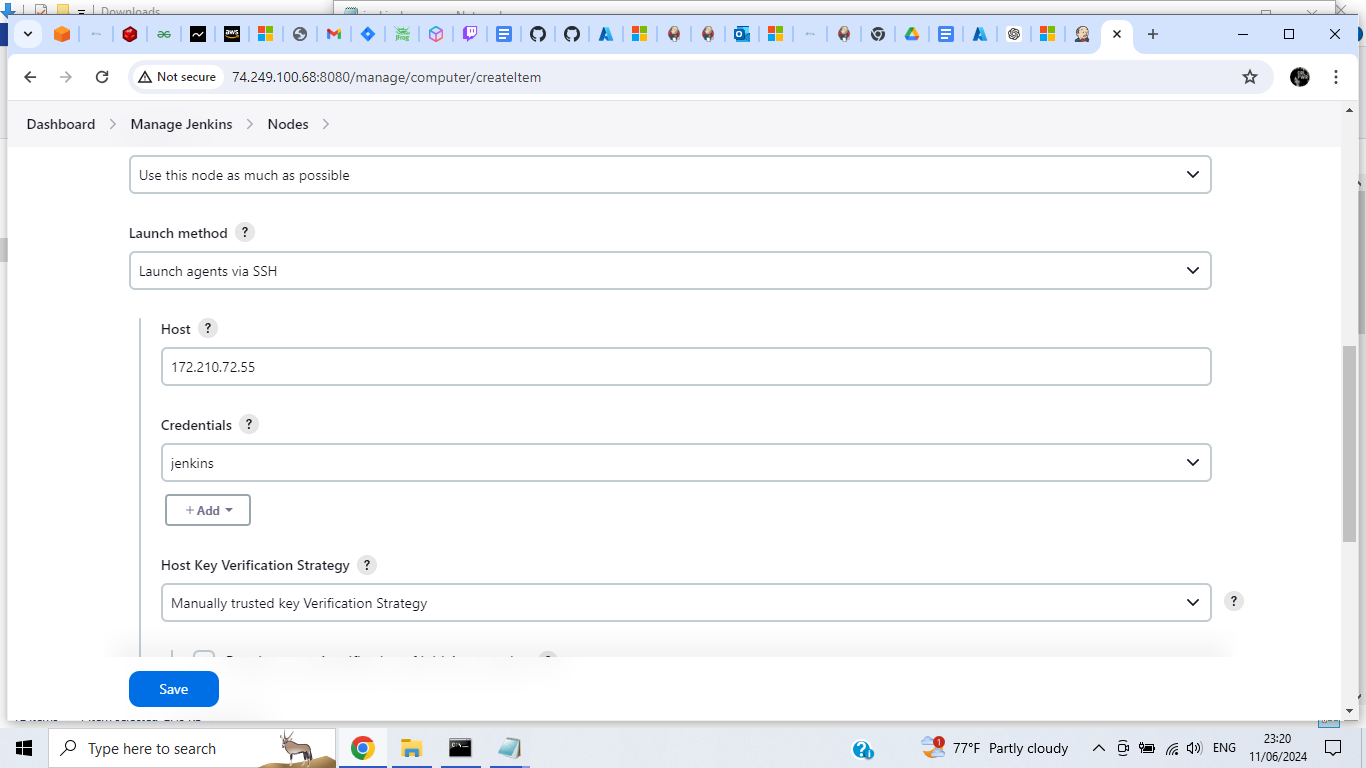 Downloads
Not secure
74.249.100.68:8080/manage/computer/createItem
Dashboard
Manage Jenkins
Nodes
Use this node as much as possible
Launch method ?
Launch agents via SSH
Host ?
172.210.72.55
Credentials ?
jenkins
+ Add
Host Key Verification Strategy ?
Manually trusted key Verification Strategy
?
Save
Type here to search
1
77°F Partly cloudy
ENG
23:20
11/06/2024